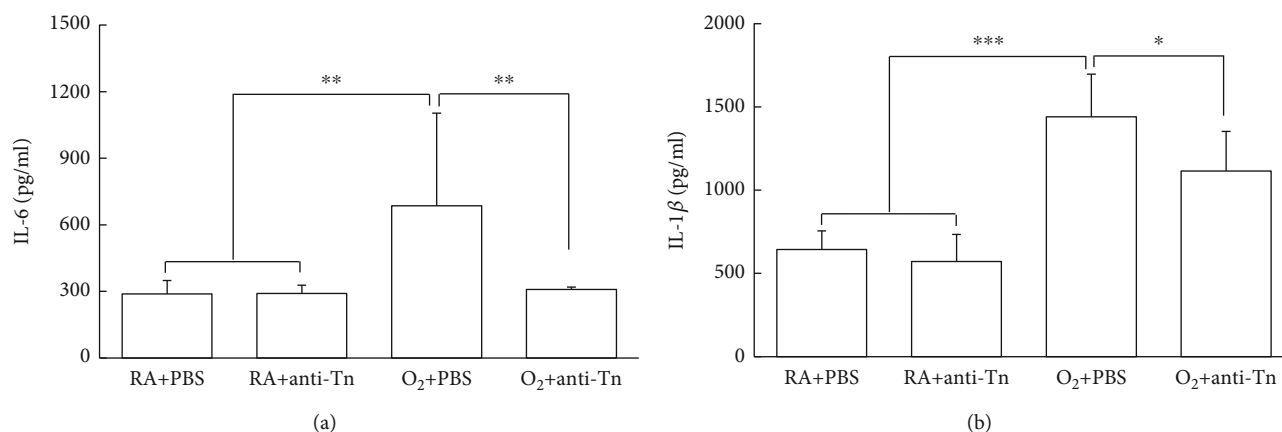 1500
1200
900
600
300
0
IL-6 (pg/ml)
**
**
RA+PBS
RA+anti-Tn
O₂+PBS
O₂+anti-Tn
(a)
2000
1500
1000
500
0
IL-1β (pg/ml)
***
*
RA+PBS
RA+anti-Tn
O₂+PBS
O₂+anti-Tn
(b)